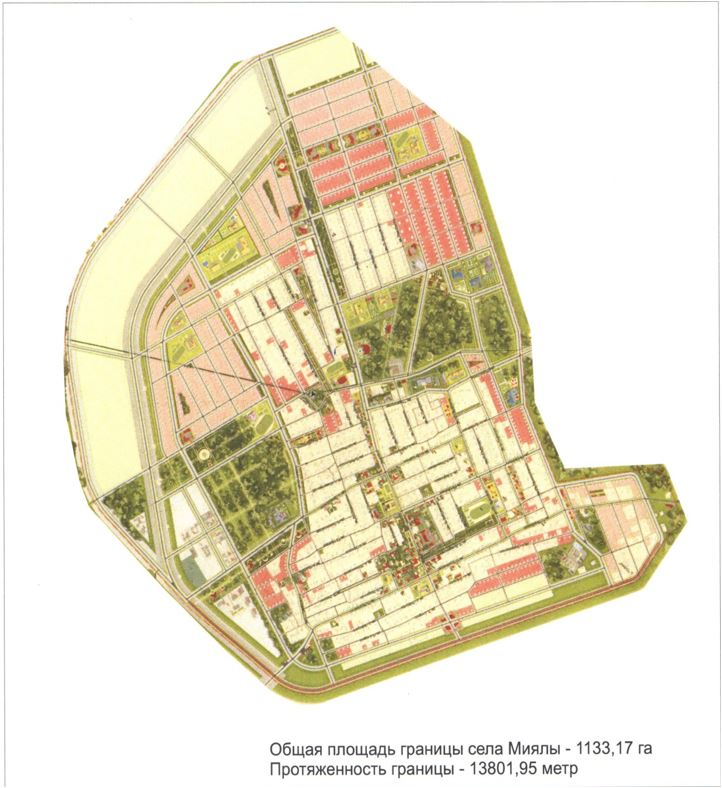 Общая площадь границы села Миялы - 1133,17 га
Протяженность границы - 13801,95 метр